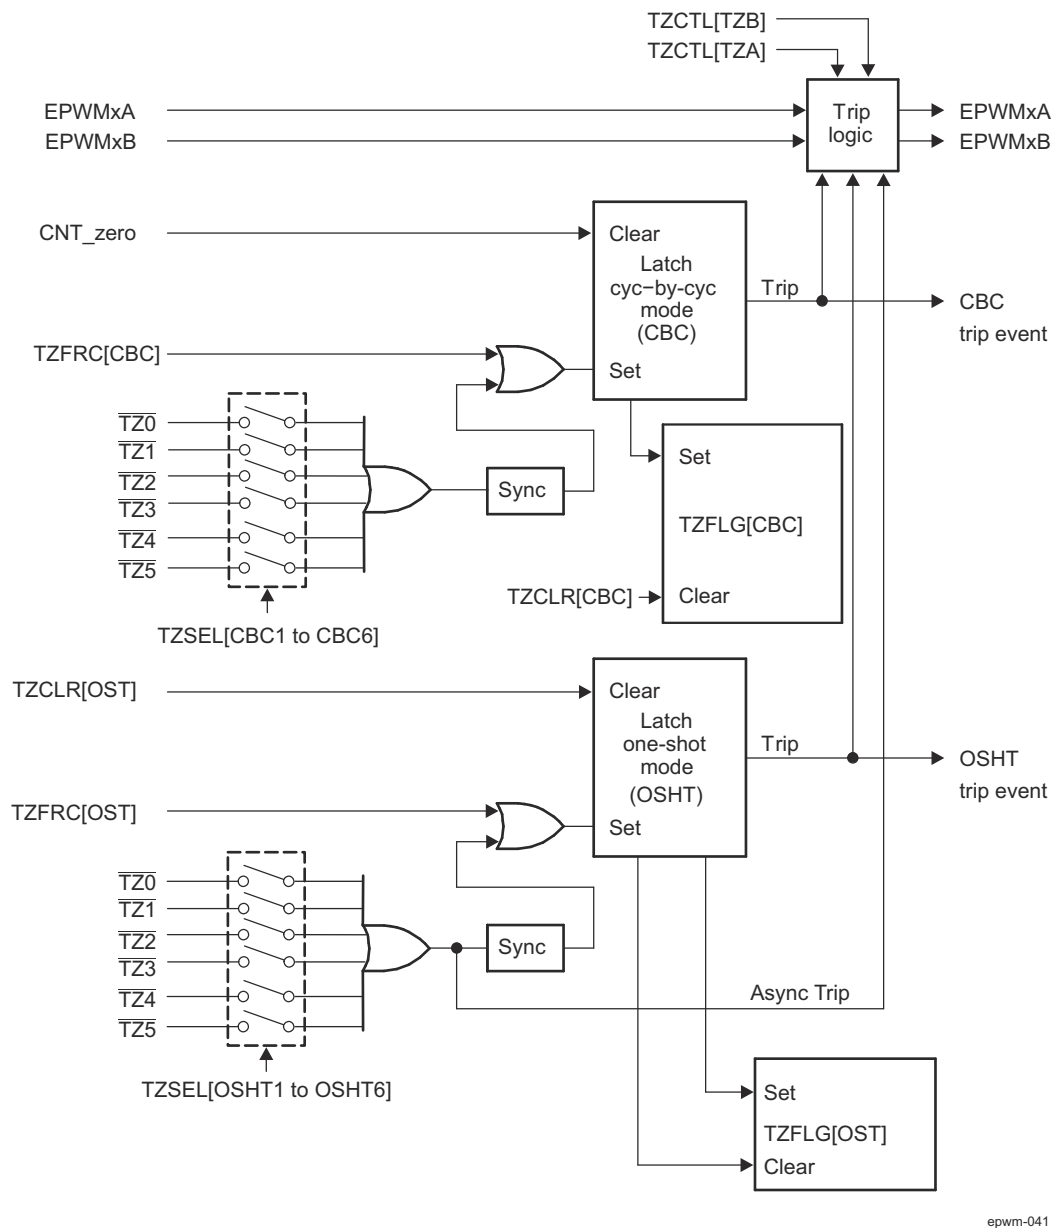 TZCTL[TZB]
TZCTL[TZA]
EPWMxA
EPWMxB
Trip
logic
EPWMxA
EPWMxB
CNT_zero
Clear
Latch
cyc−by-cyc
mode
(CBC)
Set
Trip
CBC
trip event
TZFRC[CBC]
TZ0
TZ1
TZ2
TZ3
TZ4
TZ5
Sync
Set
TZFLG[CBC]
Clear
TZCLR[CBC]
TZSEL[CBC1 to CBC6]
TZCLR[OST]
Clear
Latch
one-shot
mode
(OSHT)
Set
Trip
OSHT
trip event
TZFRC[OST]
TZ0
TZ1
TZ2
TZ3
TZ4
TZ5
Sync
Async Trip
TZSEL[OSHT1 to OSHT6]
Set
TZFLG[OST]
Clear
epwm-041